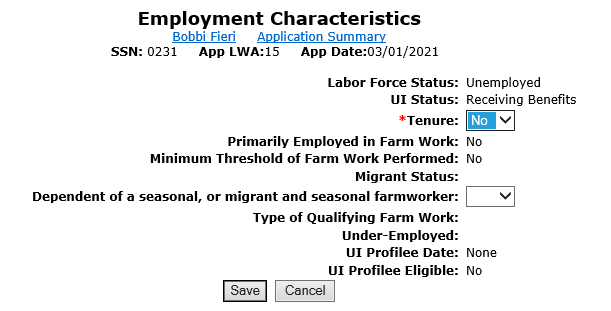 Employment Characteristics
Bobbi Fieri Application Summary
SSN: 0231 App LWA:15 App Date:03/01/2021
Labor Force Status: Unemployed
UI Status: Receiving Benefits
*Tenure: No
Primarily Employed in Farm Work: No
Minimum Threshold of Farm Work Performed: No
Migrant Status:
Dependent of a seasonal, or migrant and seasonal farmworker:
Type of Qualifying Farm Work:
Under-Employed:
UI Profilee Date: None
UI Profilee Eligible: No
Save Cancel